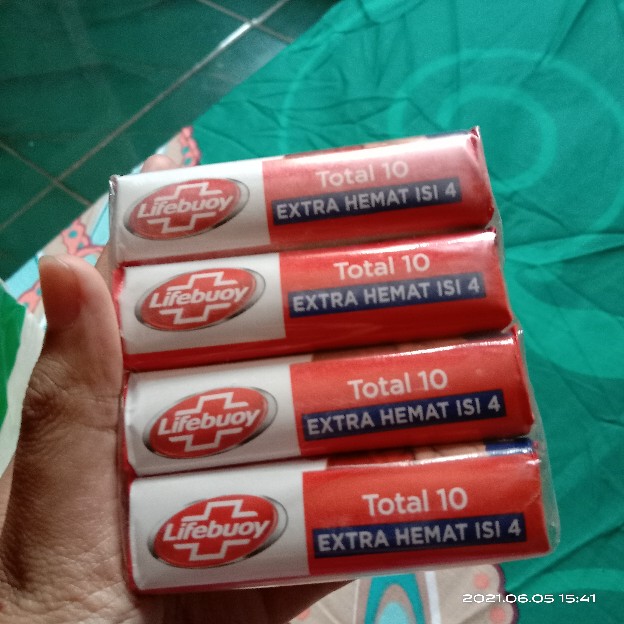 Lifebuoy
Total 10
EXTRA HEMAT ISI 4
Lifebuoy
Total 10
EXTRA HEMAT ISI 4
Lifebuoy
Total 10
EXTRA HEMAT ISI 4
Lifebuoy
Total 10
EXTRA HEMAT ISI 4
2021.06.05 15:41